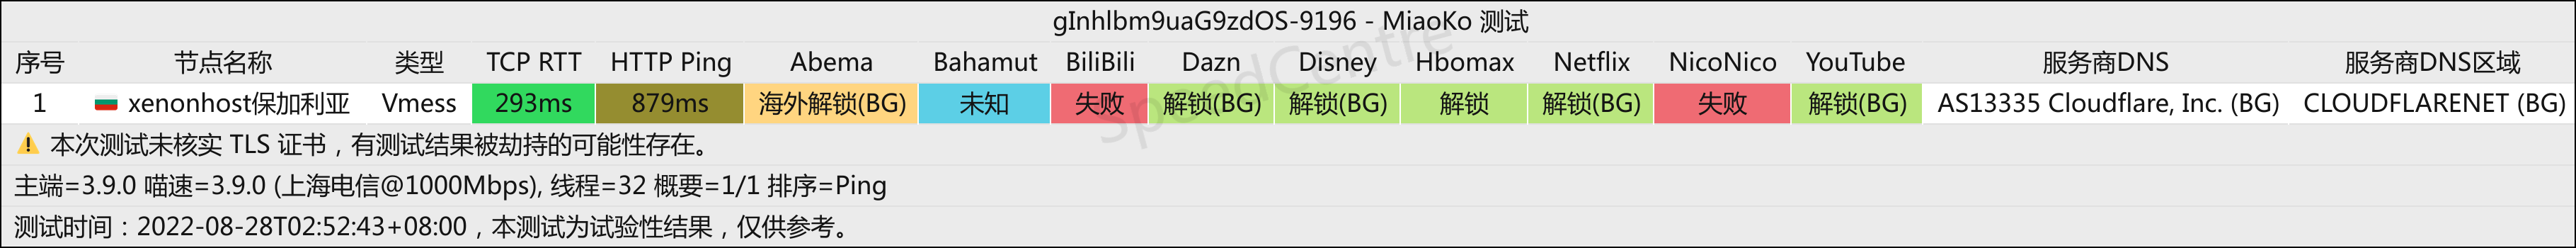 gInhlbm9uaG9zdOS-9196 - MiaoKo 测试
序号 节点名称 类型 TCP RTT HTTP Ping Abema Bahamut BiliBili Dazn Disney Hbomax Netflix NicoNico YouTube 服务商DNS 服务商DNS区域
1 xenonhost保加利亚 Vmess 293ms 879ms 海外解锁(BG) 未知 失败 解锁(BG) 解锁(BG) 解锁 解锁(BG) 失败 解锁(BG) AS13335 Cloudflare, Inc. (BG) CLOUDFLARENET (BG)
SpeedCentre
本次测试未核实 TLS 证书，有测试结果被劫持的可能性存在。
主端=3.9.0 喵速=3.9.0 (上海电信@1000Mbps), 线程=32 概要=1/1 排序=Ping
测试时间：2022-08-28T02:52:43+08:00，本测试为试验性结果，仅供参考。